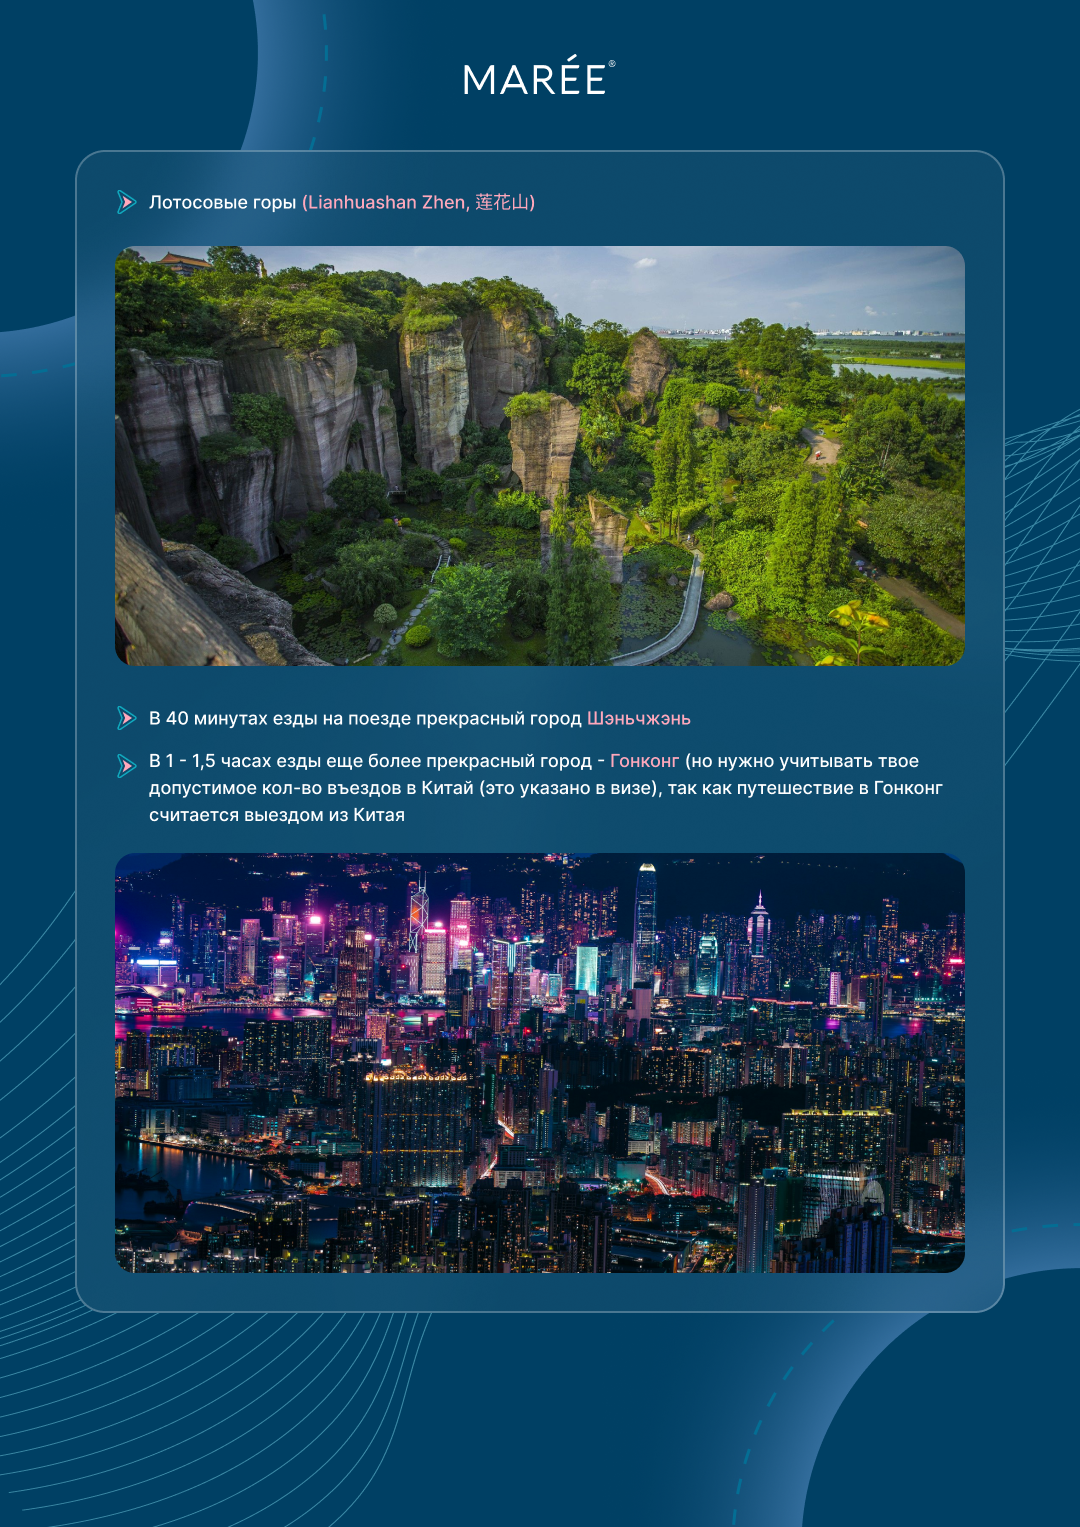 MARÉE®
Лотосовые горы (Lianhuashan Zhen, 莲花山)
В 40 минутах езды на поезде прекрасный город Шэньчжэнь
В 1 - 1,5 часах езды еще более прекрасный город - Гонконг (но нужно учитывать твое
допустимое кол-во въездов в Китай (это указано в визе), так как путешествие в Гонконг
считается выездом из Китая